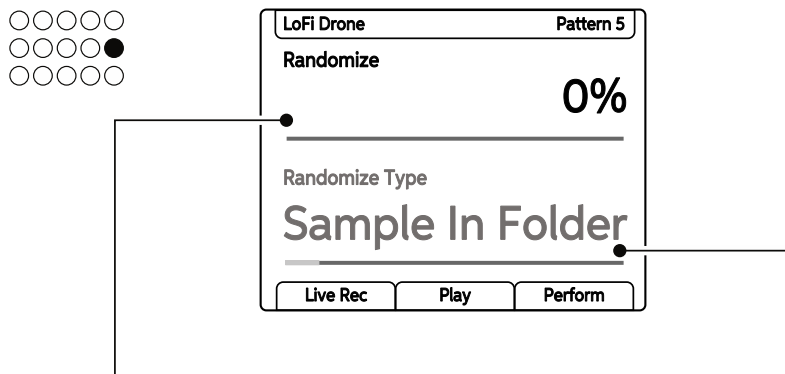 LoFi Drone Pattern 5
Randomize
0%
Randomize Type
Sample In Folder
Live Rec Play Perform